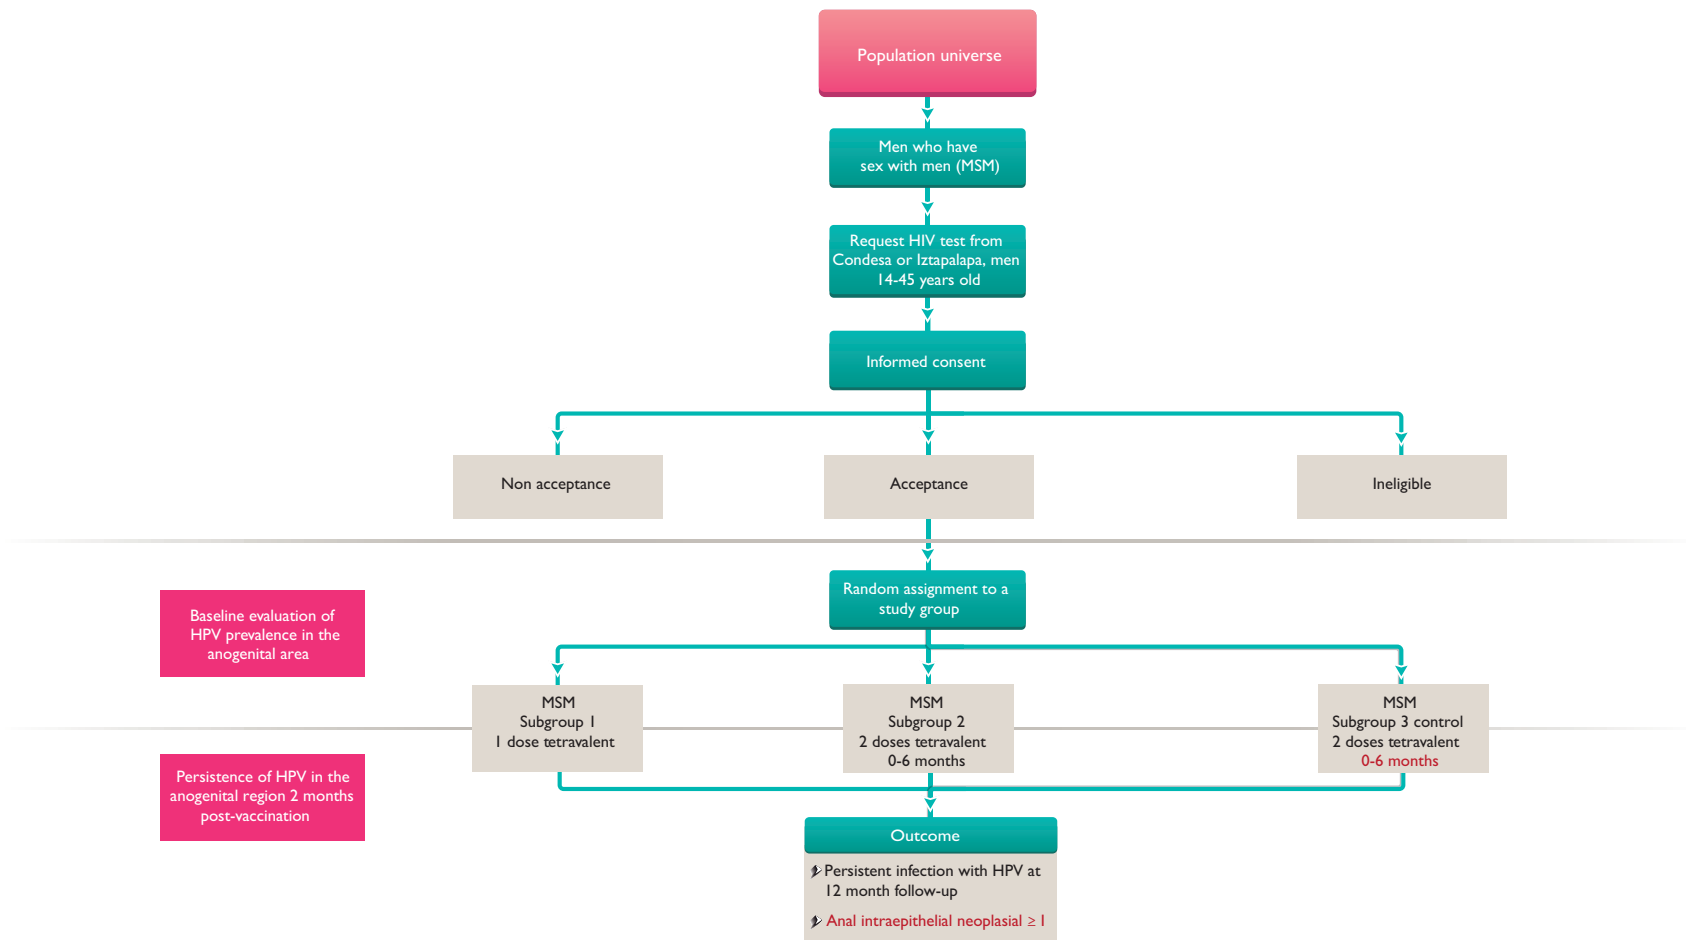 Population universe
Men who have
sex with men (MSM)
Request HIV test from
Condesa or Iztapalapa, men
14-45 years old
Informed consent
Non acceptance
Acceptance
Ineligible
Random assignment to a
study group
Baseline evaluation of
HPV prevalence in the
anogenital area
MSM
Subgroup 1
1 dose tetravalent
MSM
Subgroup 2
2 doses tetravalent
0-6 months
MSM
Subgroup 3 control
2 doses tetravalent
0-6 months
Persistence of HPV in the
anogenital region 2 months
post-vaccination
Outcome
Persistent infection with HPV at
12 month follow-up
Anal intraepithelial neoplasial ≥ 1